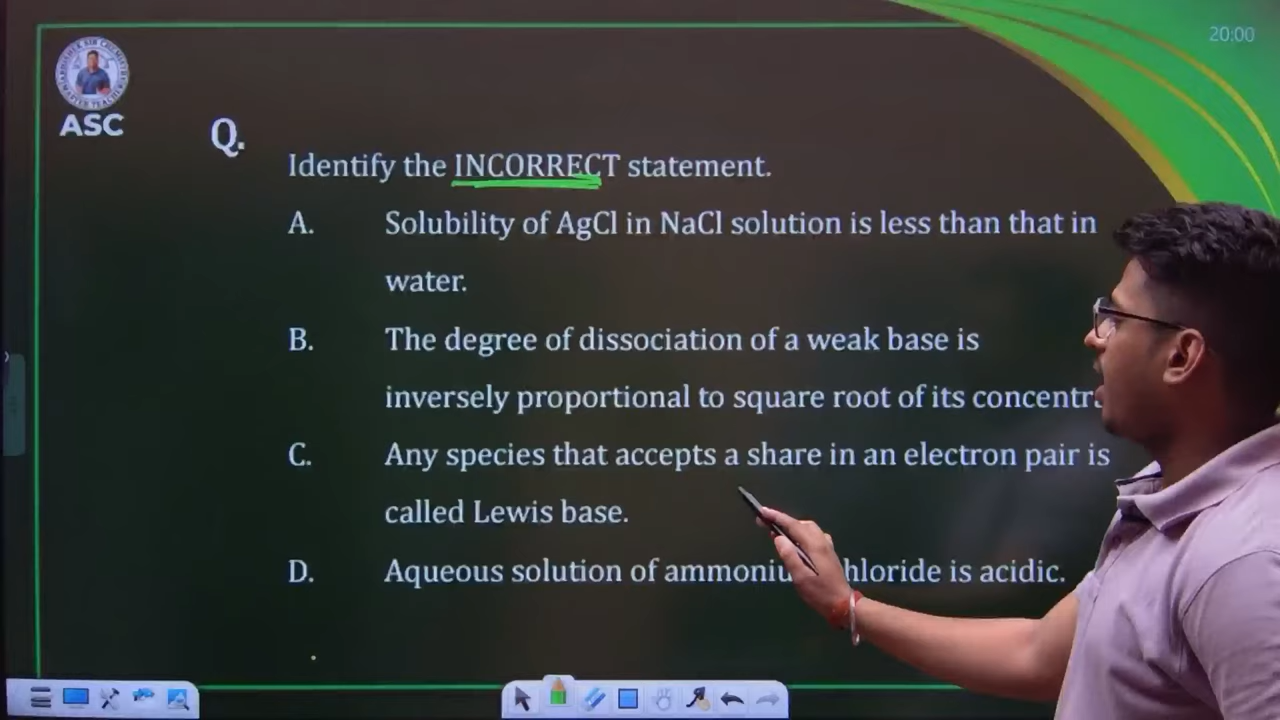 20:00
ASC
Q.
Identify the INCORRECT statement.
A. Solubility of AgCl in NaCl solution is less than that in
water.
B. The degree of dissociation of a weak base is
inversely proportional to square root of its
C. Any species that accepts a share in an electron pair is
called Lewis base.
D. Aqueous solution of is acidic.